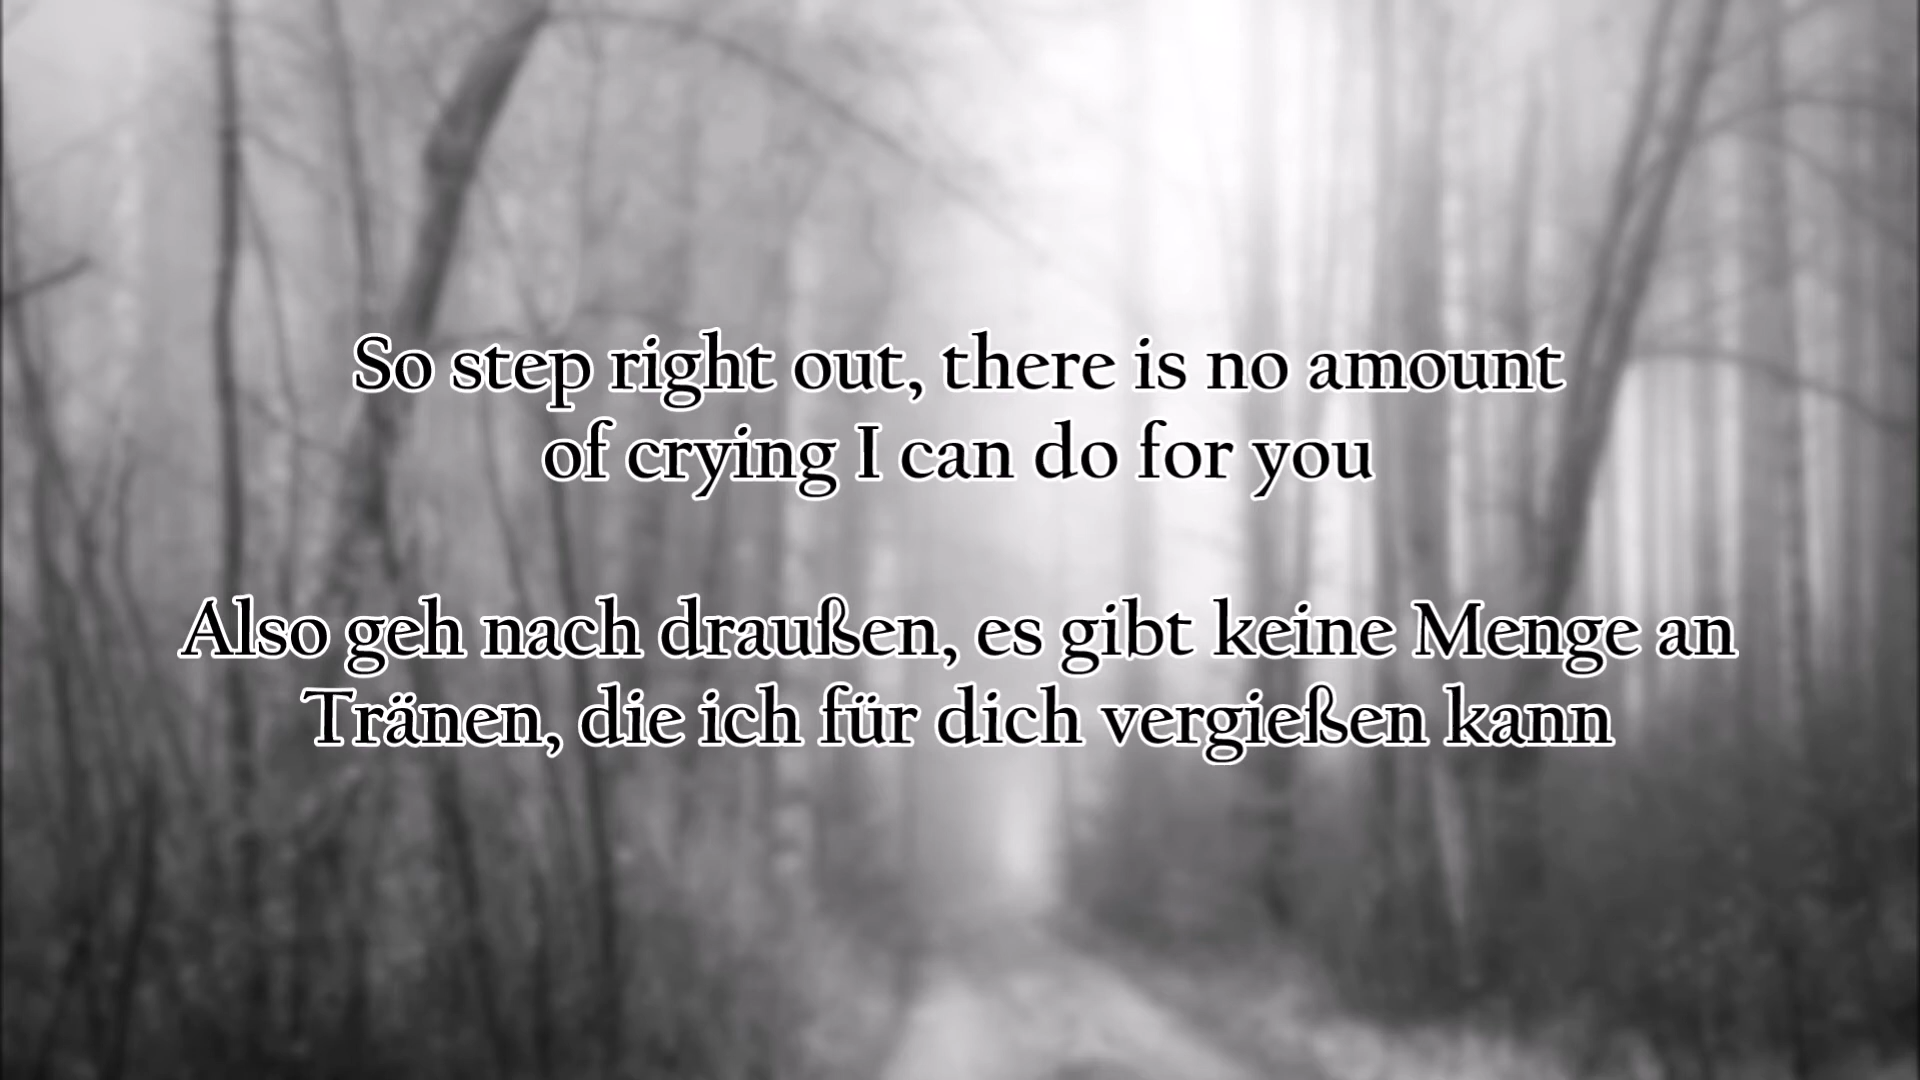 So step right out, there is no amount
of crying I can do for you
Also geh nach draußen, es gibt keine Menge an
Tränen, die ich für dich vergießen kann